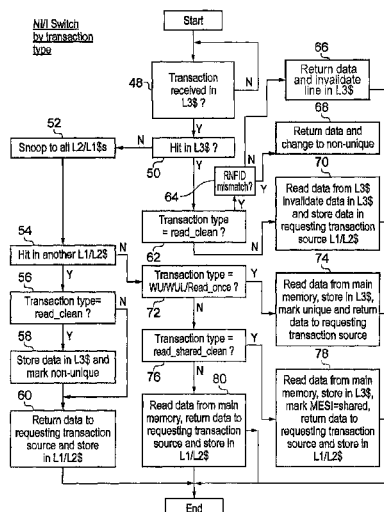 NI/I Switch
by transaction
type
Start
48
Transaction
received in
L3$ ?
N
Y
66
Return data
and invalidate
line in L3$
52
Snoop to all L2/L1$s
N
Hit in L3$ ?
50
Y
64
RNFID
mismatch?
N
Y
68
Return data and
change to non-unique
Y
Transaction type
= read_clean ?
62
N
70
Read data from L3$
invalidate data in L3$
and store data in
requesting transaction
source L1/L2$
54
Hit in another L1/L2$
N
Y
56
Transaction type=
read_clean ?
N
Y
58
Store data in L3$ and
mark non-unique
60
Return data to
requesting transaction
source and store
in L1/L2$
Transaction type =
WU/WUL/Read_once ?
72
Y
N
74
Read data from main
memory, store in L3$,
mark unique and return
data to requesting
transaction source
Transaction type =
read_shared_clean ?
76
Y
N
78
Read data from main
memory, store in L3$,
mark MESI=shared,
return data to
requesting transaction
source and store in
L1/L2$
80
Read data from main
memory, return data to
requesting transaction
source and store in
L1/L2$
End